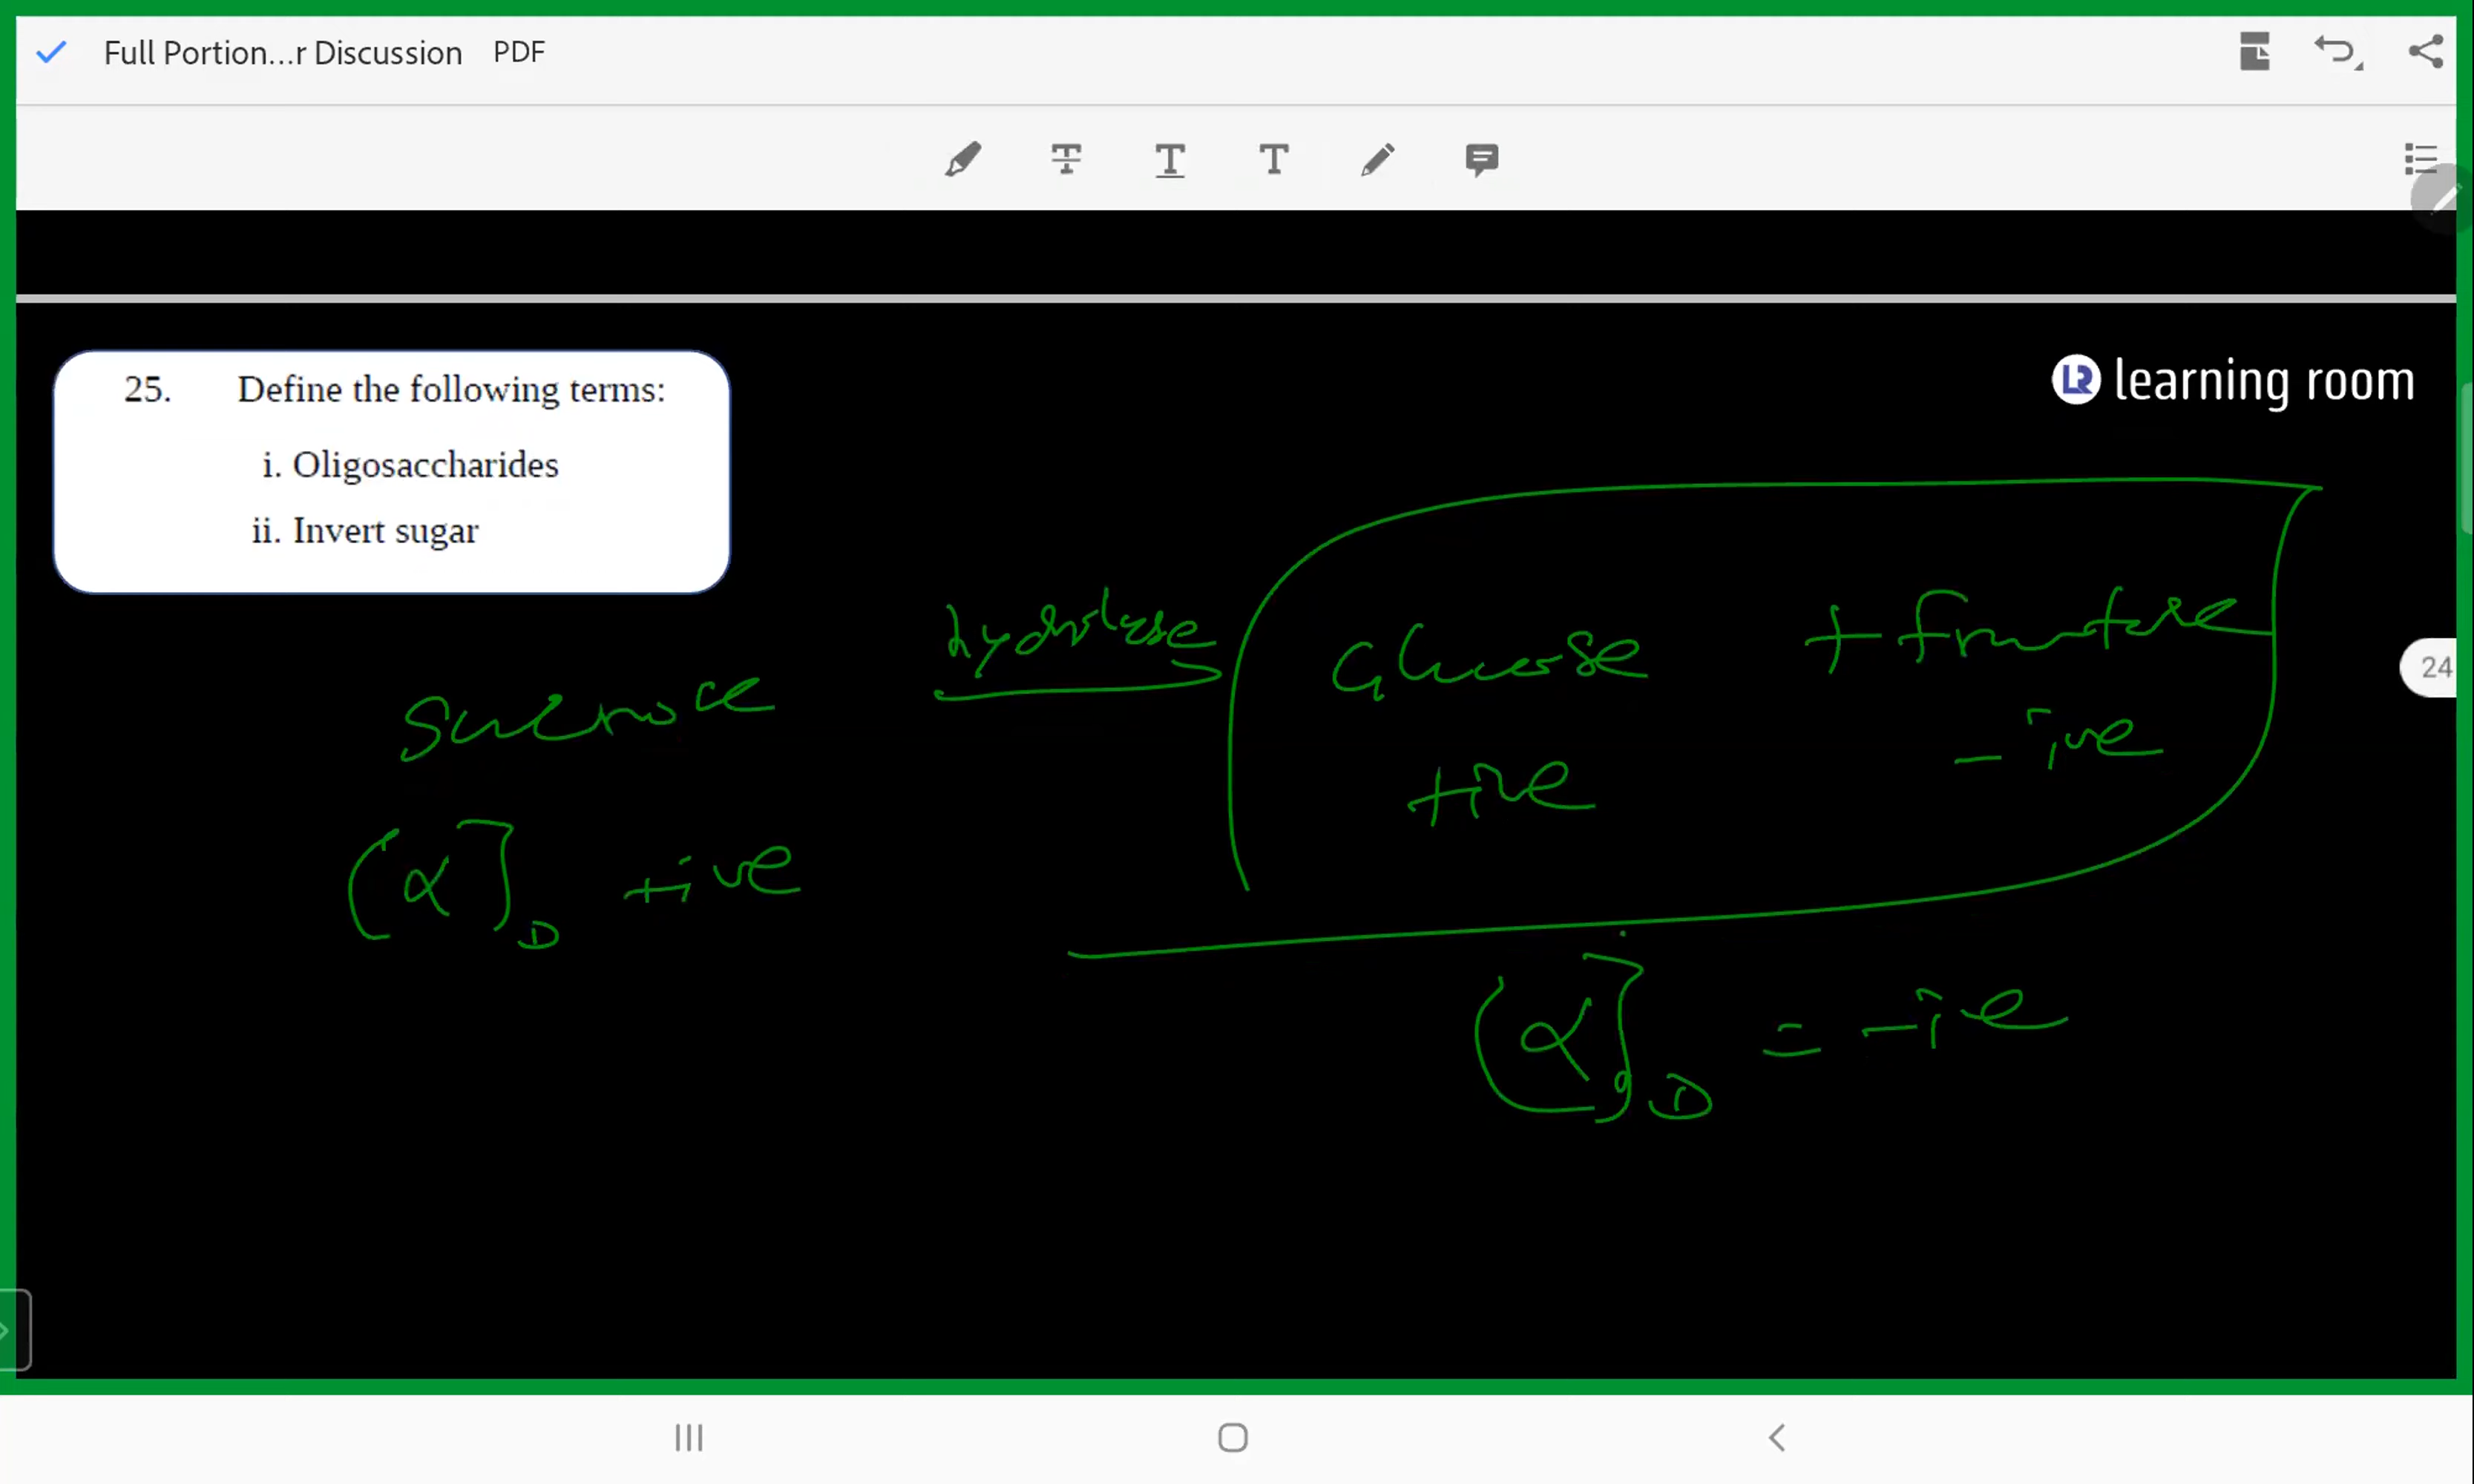 Full Portion...r Discussion PDF
25. Define the following terms:
i. Oligosaccharides
ii. Invert sugar
learning room
hydrolyse
Sucrose
Glucose + fructose
+ive -ive
[α]D +ive
24
[α]D = -ive